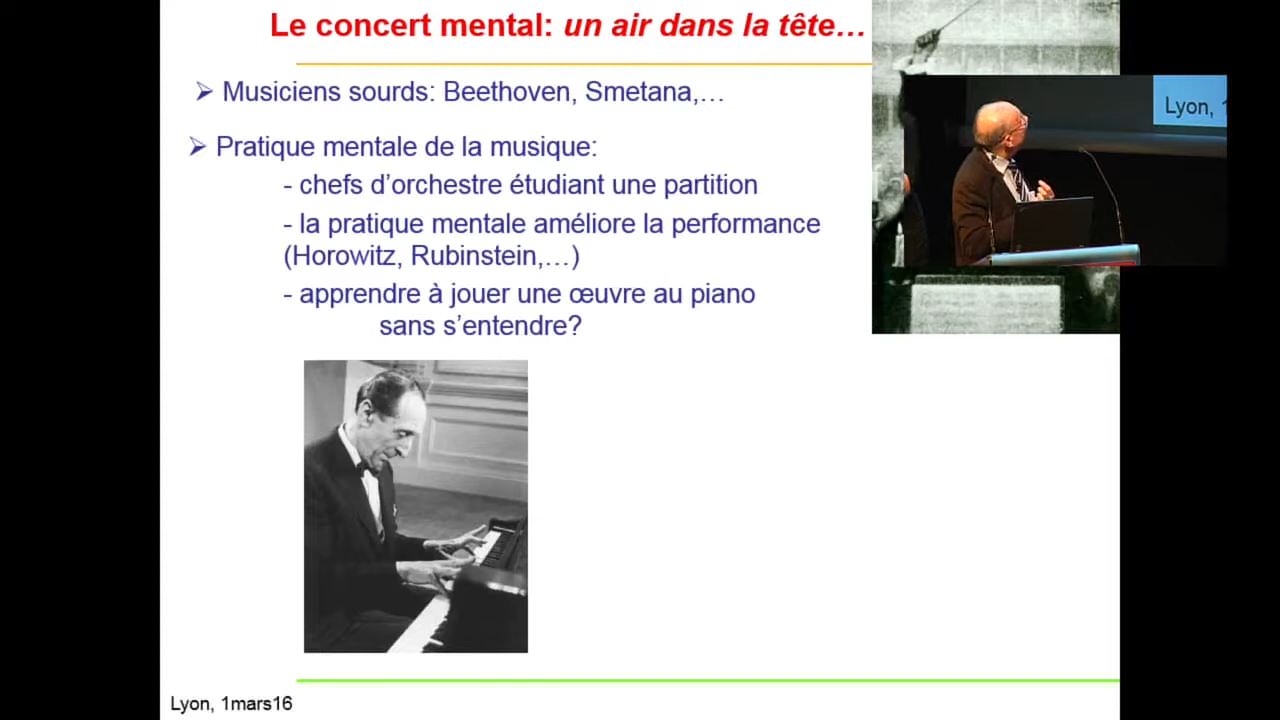 Le concert mental: un air dans la tête…
➢ Musiciens sourds: Beethoven, Smetana,…
➢ Pratique mentale de la musique:
- chefs d’orchestre étudiant une partition
- la pratique mentale améliore la performance
(Horowitz, Rubinstein,…)
- apprendre à jouer une œuvre au piano
sans s’entendre?
Lyon, 1
Lyon, 1mars16